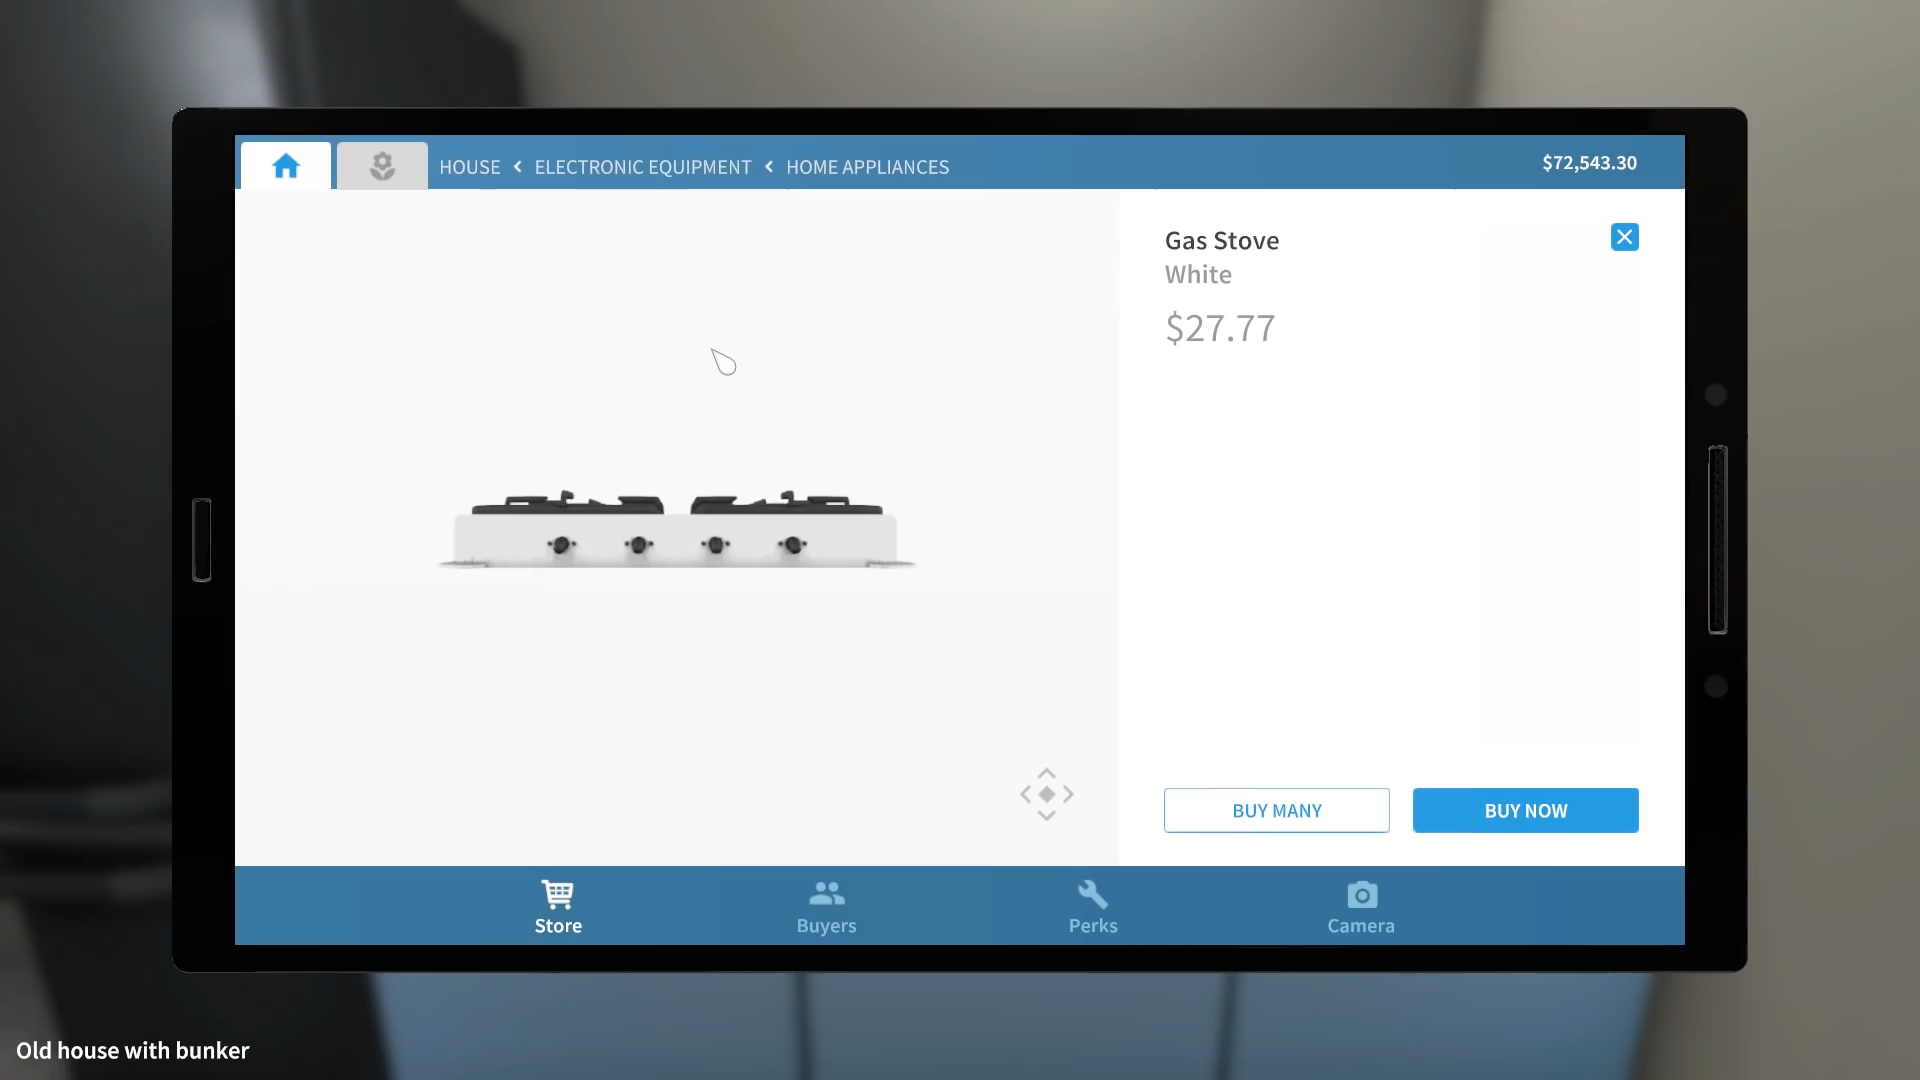 HOUSE < ELECTRONIC EQUIPMENT < HOME APPLIANCES
$72,543.30
Gas Stove
White
$27.77
BUY MANY
BUY NOW
Store
Buyers
Perks
Camera
Old house with bunker